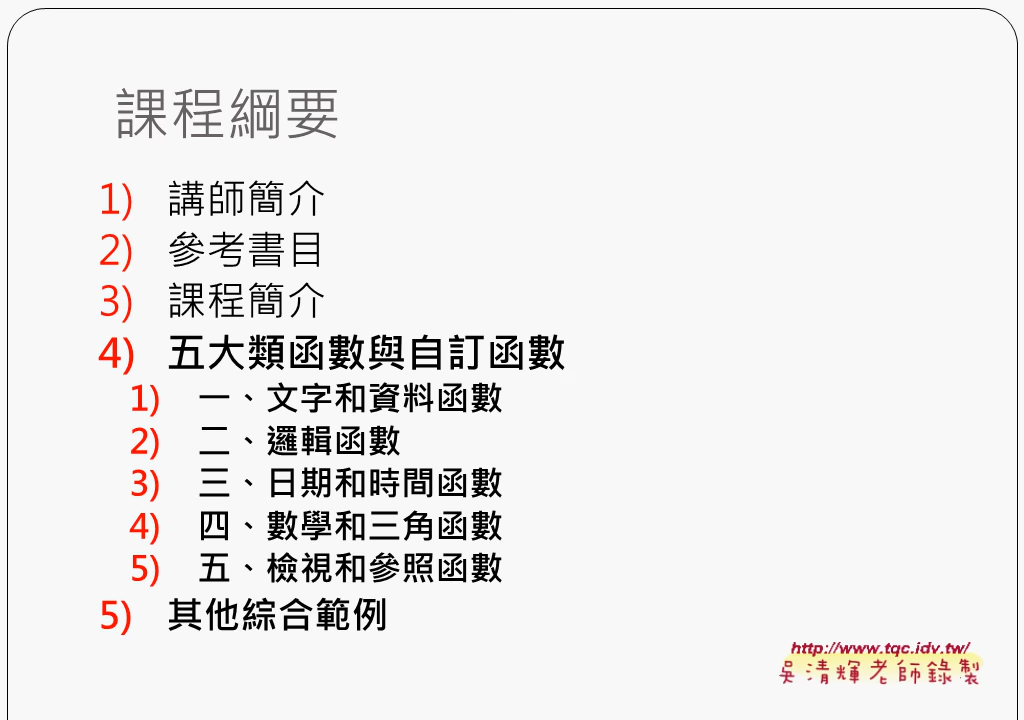 課程綱要
1) 講師簡介
2) 參考書目
3) 課程簡介
4) 五大類函數與自訂函數
1) 一、文字和資料函數
2) 二、邏輯函數
3) 三、日期和時間函數
4) 四、數學和三角函數
5) 五、檢視和參照函數
5) 其他綜合範例
http://www.tqc.idv.tw/
吳清輝老師錄製